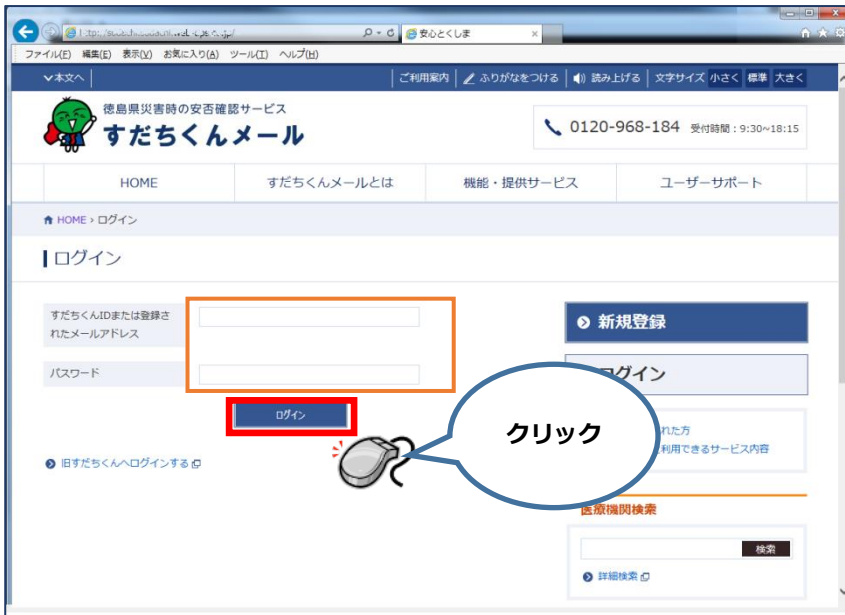 安心とくしま ×
ファイル(F) 編集(E) 表示(V) お気に入り(A) ツール(T) ヘルプ(H)
本文へ ご利用案内 ふりがなをつける 読み上げる 文字サイズ 小さく 標準 大きく
徳島県災害時の安否確認サービス
すだちくんメール
0120-968-184 受付時間：9:30~18:15
HOME すだちくんメールとは 機能・提供サービス ユーザーサポート
HOME › ログイン
ログイン
すだちくんIDまたは登録さ
れたメールアドレス
パスワード
ログイン
旧すだちくんへログインする
クリック
新規登録
グイン
れた方
利用できるサービス内容
医療機関検索
検索
詳細検索